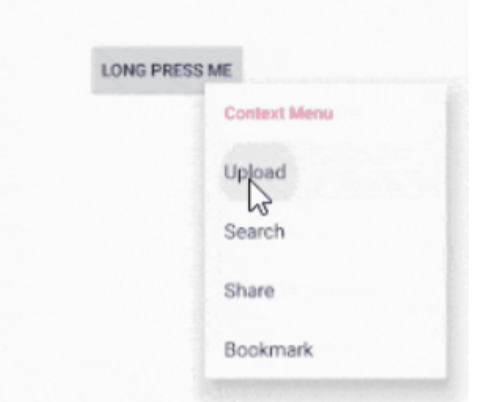 LONG PRESS ME
Context Menu
Upload
Search
Share
Bookmark